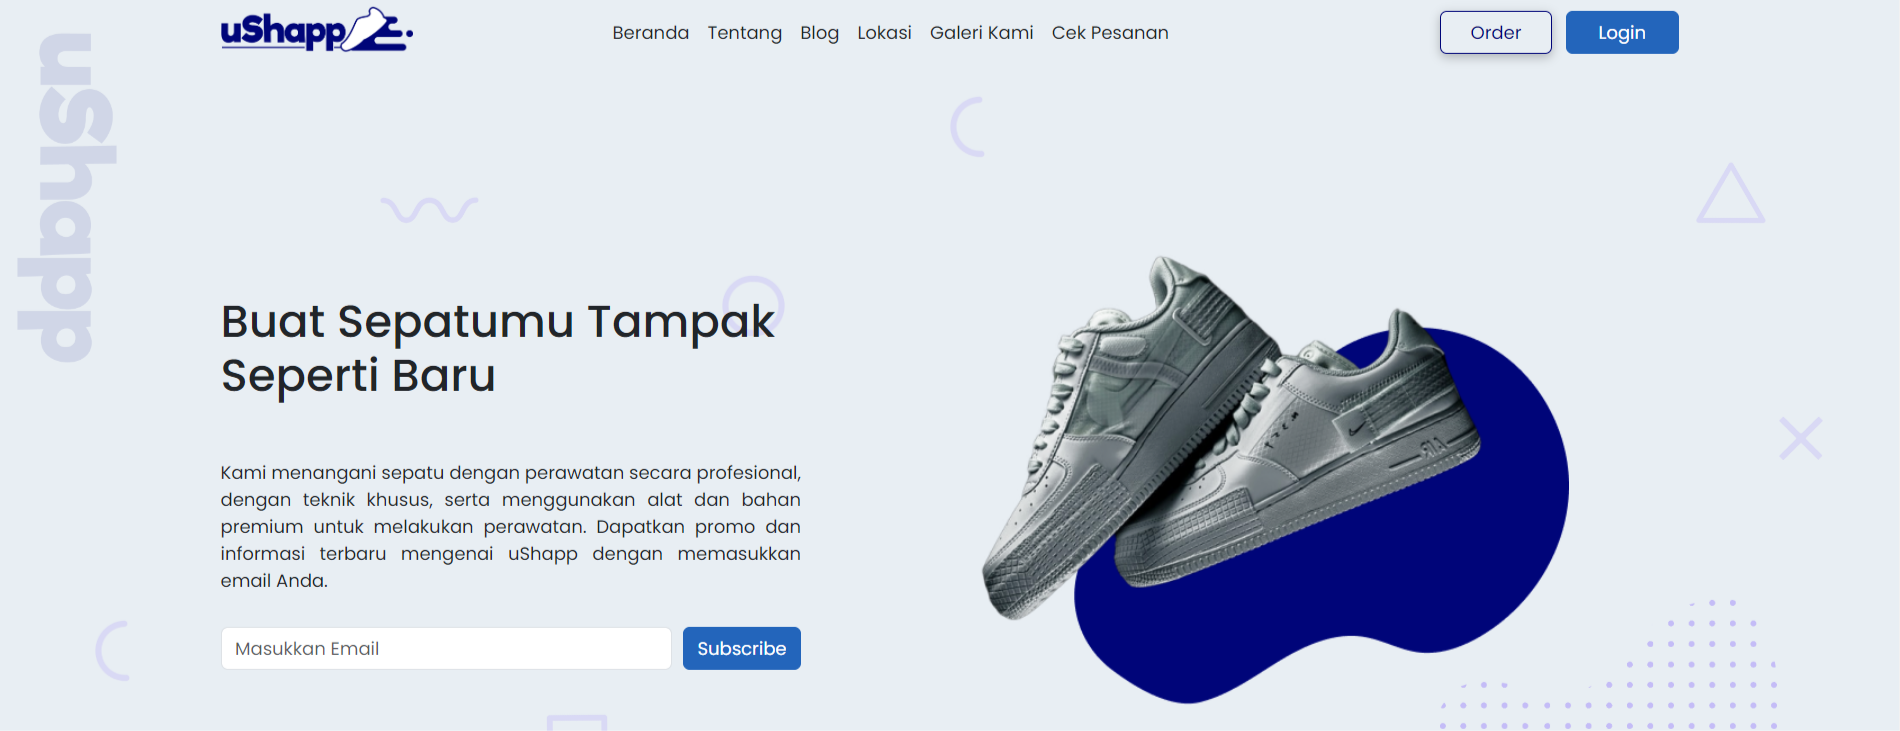 uShapp
Beranda Tentang Blog Lokasi Galeri Kami Cek Pesanan
Order
Login
uShapp
Buat Sepatumu Tampak
Seperti Baru
Kami menangani sepatu dengan perawatan secara profesional,
dengan teknik khusus, serta menggunakan alat dan bahan
premium untuk melakukan perawatan. Dapatkan promo dan
informasi terbaru mengenai uShapp dengan memasukkan
email Anda.
Masukkan Email
Subscribe
AIR